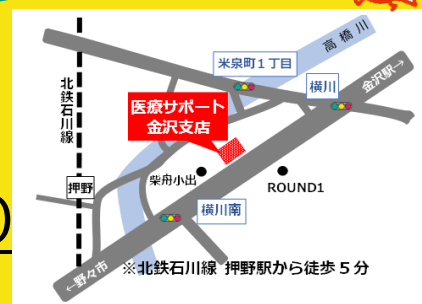 高橋川
米泉町１丁目
北鉄石川線
横川
金沢駅→
医療サポート
金沢支店
柴舟小出
ROUND1
押野
横川南
←野々市
※北鉄石川線 押野駅から徒歩５分